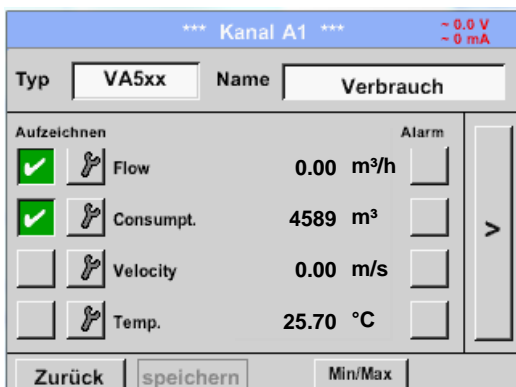 *** Kanal A1 ***
~ 0.0 V
~ 0 mA
Typ VA5xx Name Verbrauch
Aufzeichnen Alarm
Flow 0.00 m³/h
Consumpt. 4589 m³
Velocity 0.00 m/s
Temp. 25.70 °C
>
Zurück speichern Min/Max